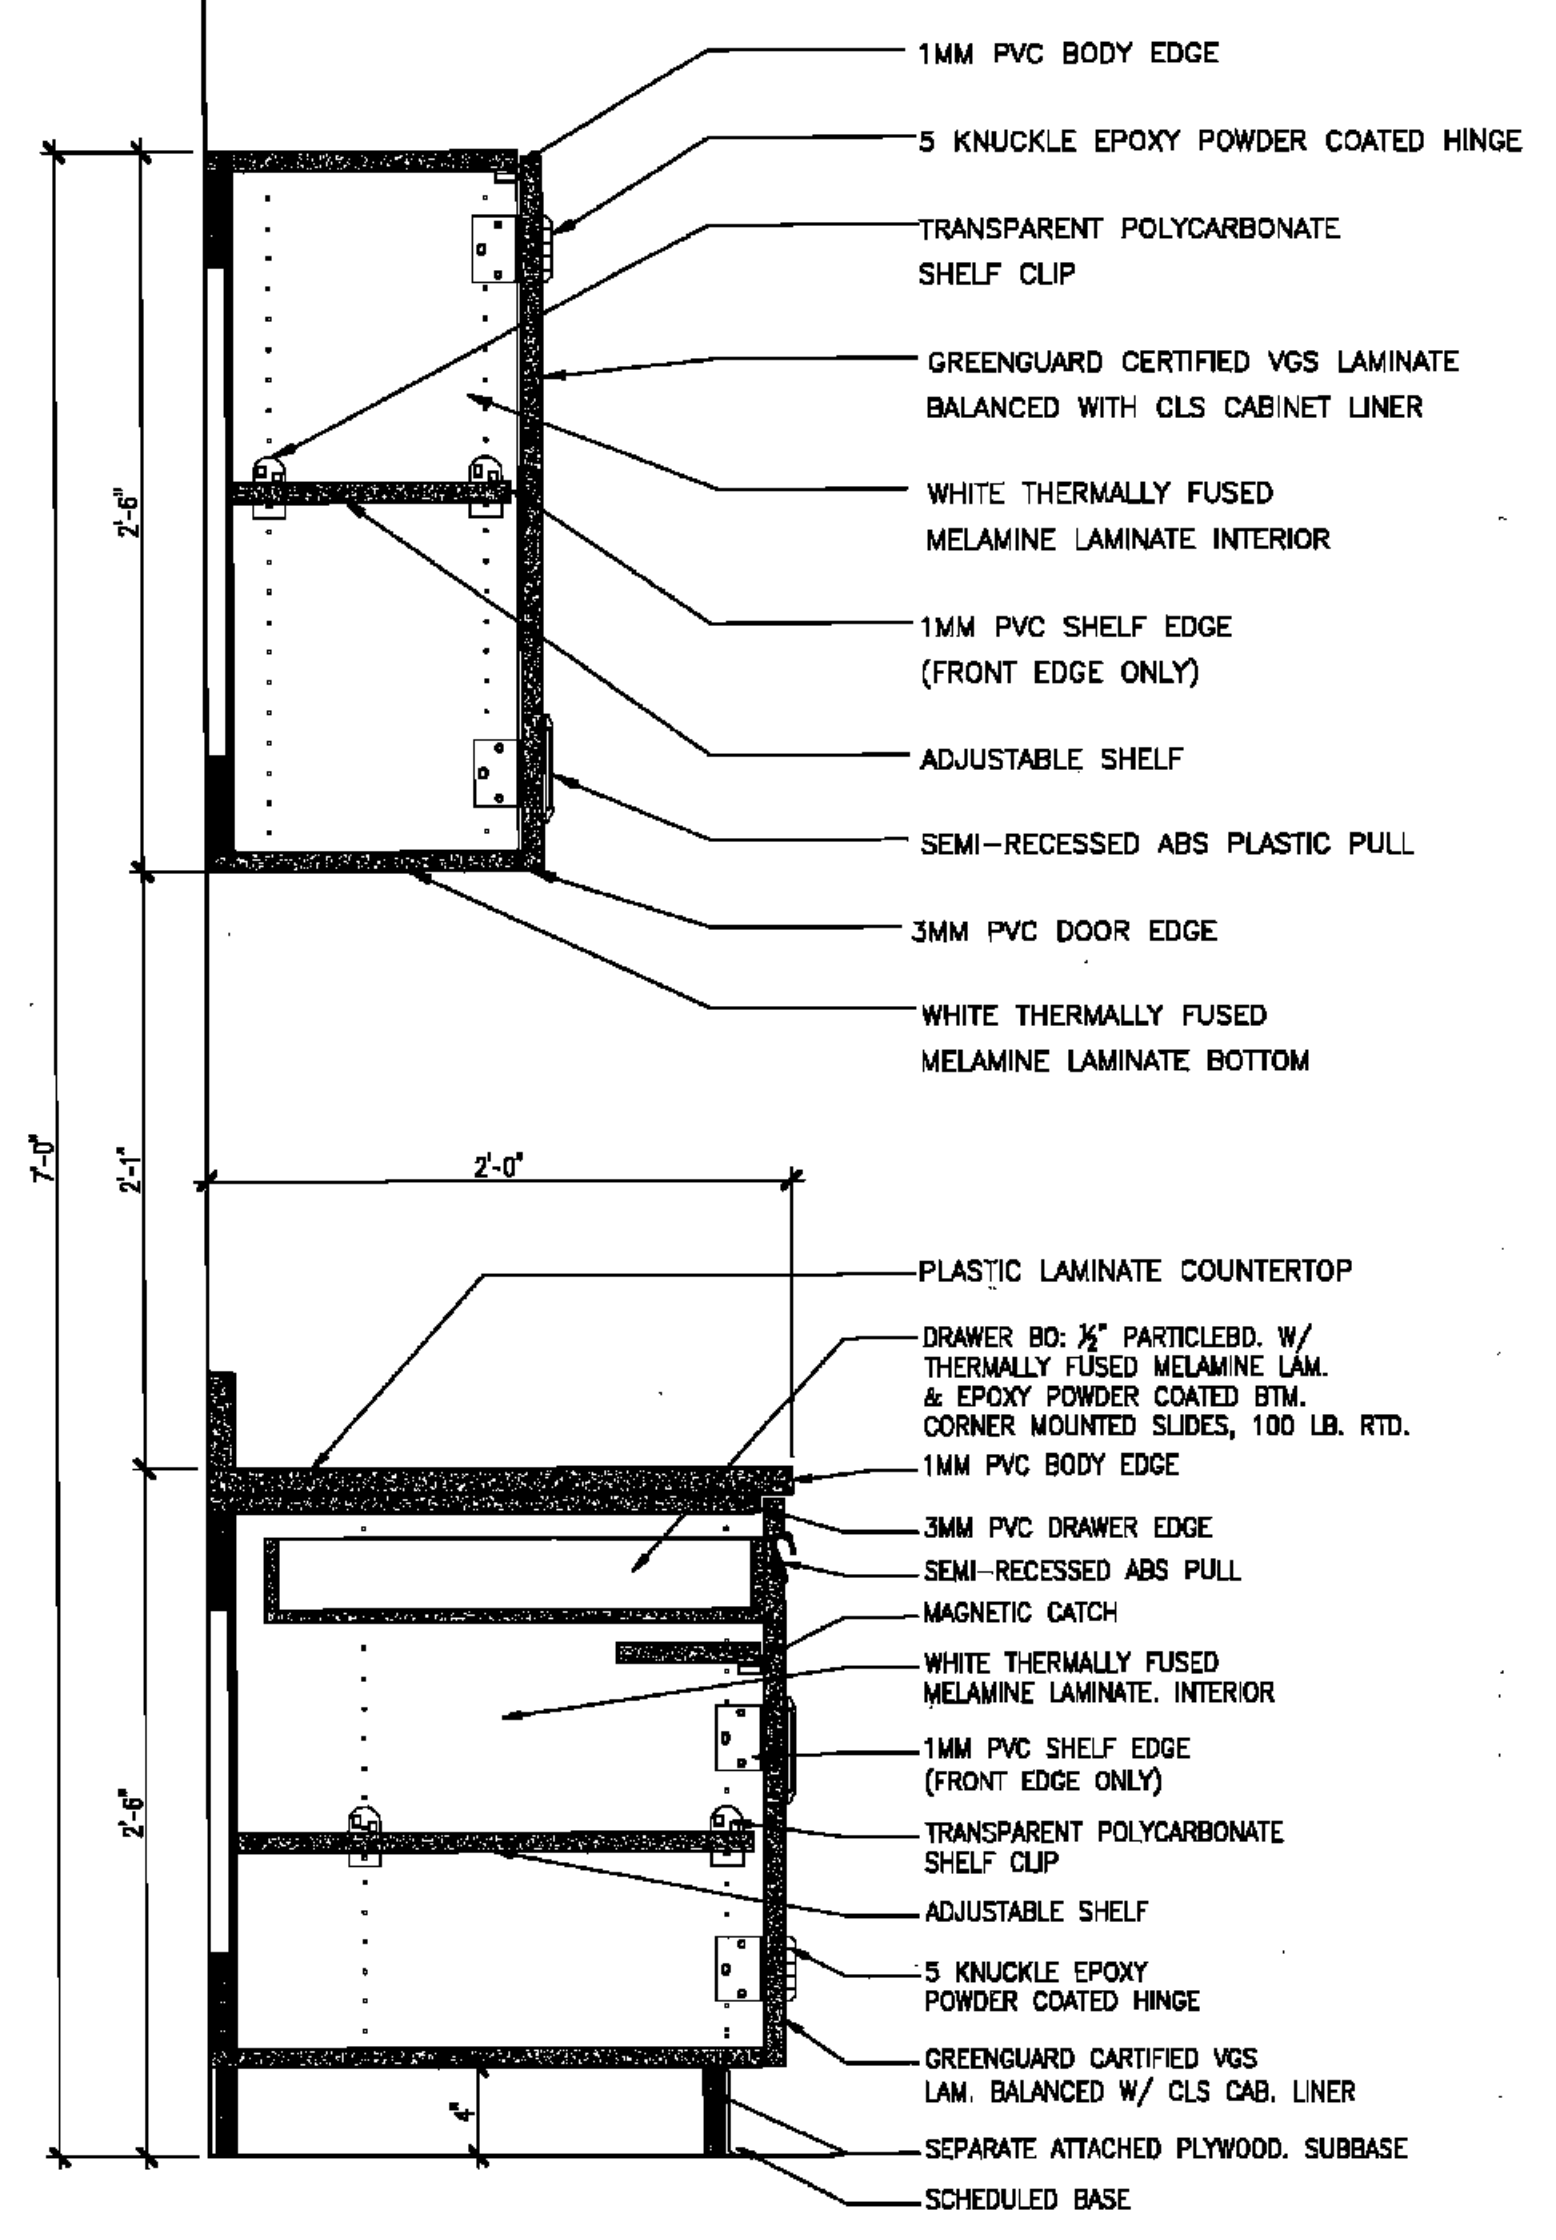 1MM PVC BODY EDGE
5 KNUCKLE EPOXY POWDER COATED HINGE
TRANSPARENT POLYCARBONATE
SHELF CLIP
GREENGUARD CERTIFIED VGS LAMINATE
BALANCED WITH CLS CABINET LINER
WHITE THERMALLY FUSED
MELAMINE LAMINATE INTERIOR
2'-6"
1MM PVC SHELF EDGE
(FRONT EDGE ONLY)
ADJUSTABLE SHELF
SEMI-RECESSED ABS PLASTIC PULL
3MM PVC DOOR EDGE
WHITE THERMALLY FUSED
MELAMINE LAMINATE BOTTOM
7'-0"
2'-1"
2'-0"
PLASTIC LAMINATE COUNTERTOP
DRAWER BO: ½" PARTICLEBD. W/
THERMALLY FUSED MELAMINE LAM.
& EPOXY POWDER COATED BTM.
CORNER MOUNTED SLIDES, 100 LB. RTD.
1MM PVC BODY EDGE
3MM PVC DRAWER EDGE
SEMI-RECESSED ABS PULL
MAGNETIC CATCH
WHITE THERMALLY FUSED
MELAMINE LAMINATE. INTERIOR
1MM PVC SHELF EDGE
(FRONT EDGE ONLY)
2'-6"
TRANSPARENT POLYCARBONATE
SHELF CLIP
ADJUSTABLE SHELF
5 KNUCKLE EPOXY
POWDER COATED HINGE
GREENGUARD CARTIFIED VGS
LAM. BALANCED W/ CLS CAB. LINER
4"
SEPARATE ATTACHED PLYWOOD. SUBBASE
SCHEDULED BASE